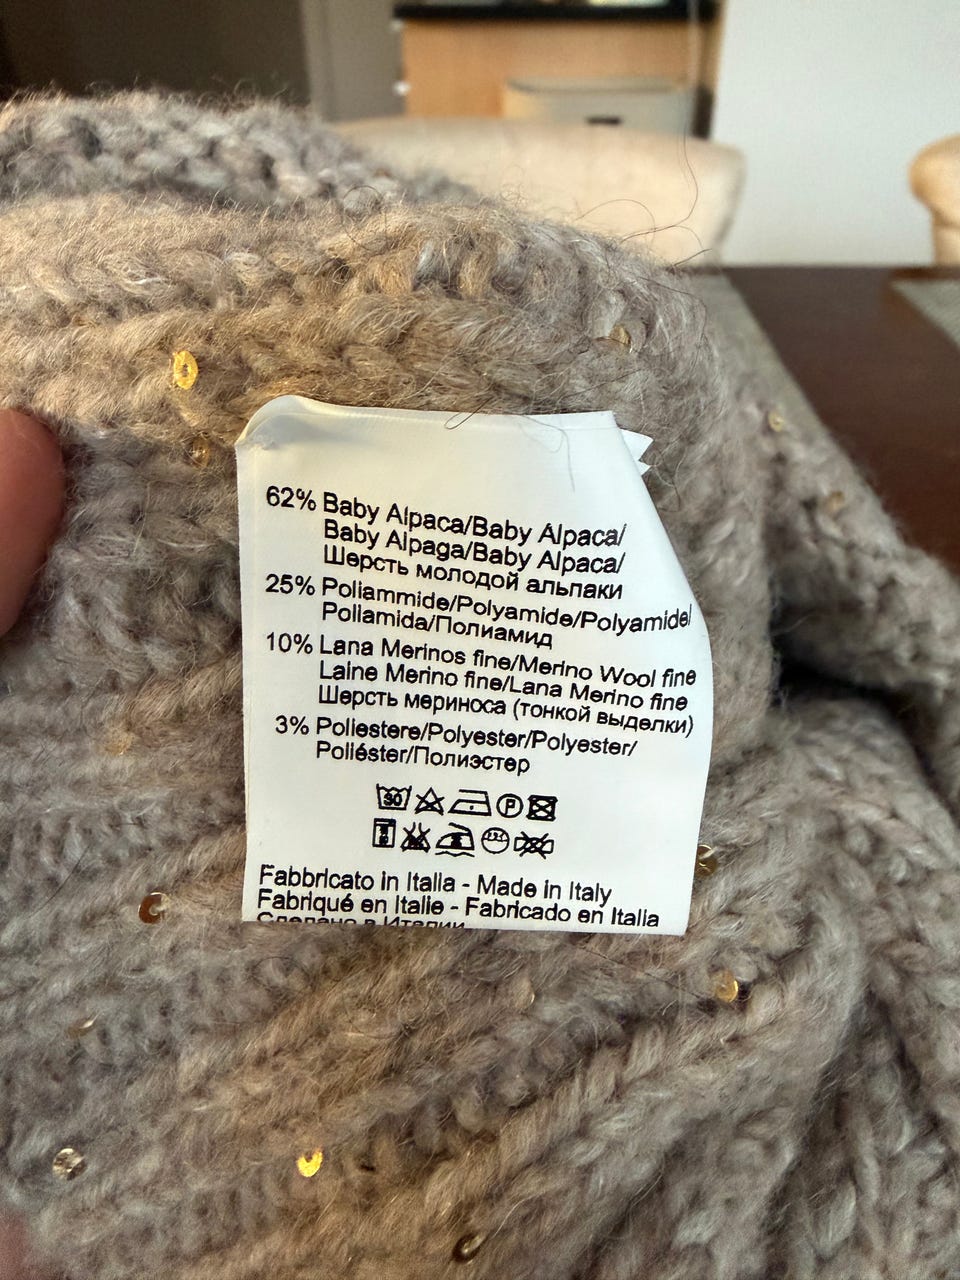 62% Baby Alpaca/Baby Alpaca/
Baby Alpaga/Baby Alpaca/
Шерсть молодой альпаки
25% Poliammide/Polyamide/Polyamide/
Poliamida/Полиамид
10% Lana Merinos fine/Merino Wool fine
Laine Merino fine/Lana Merino fine
Шерсть мериноса (тонкой выделки)
3% Poliestere/Polyester/Polyester/
Poliéster/Полиэстер
30
P
Fabbricato in Italia - Made in Italy
Fabriqué en Italie - Fabricado en Italia
Сделано в Италии